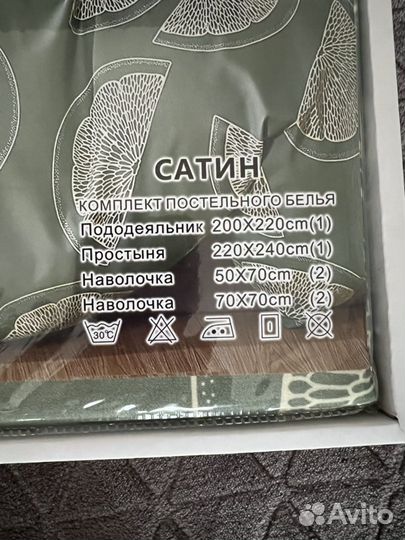 САТИН
КОМПЛЕКТ ПОСТЕЛЬНОГО БЕЛЬЯ
Пододеяльник 200X220cm(1)
Простыня 220X240cm(1)
Наволочка 50X70cm (2)
Наволочка 70X70cm (2)
30°C
Avito